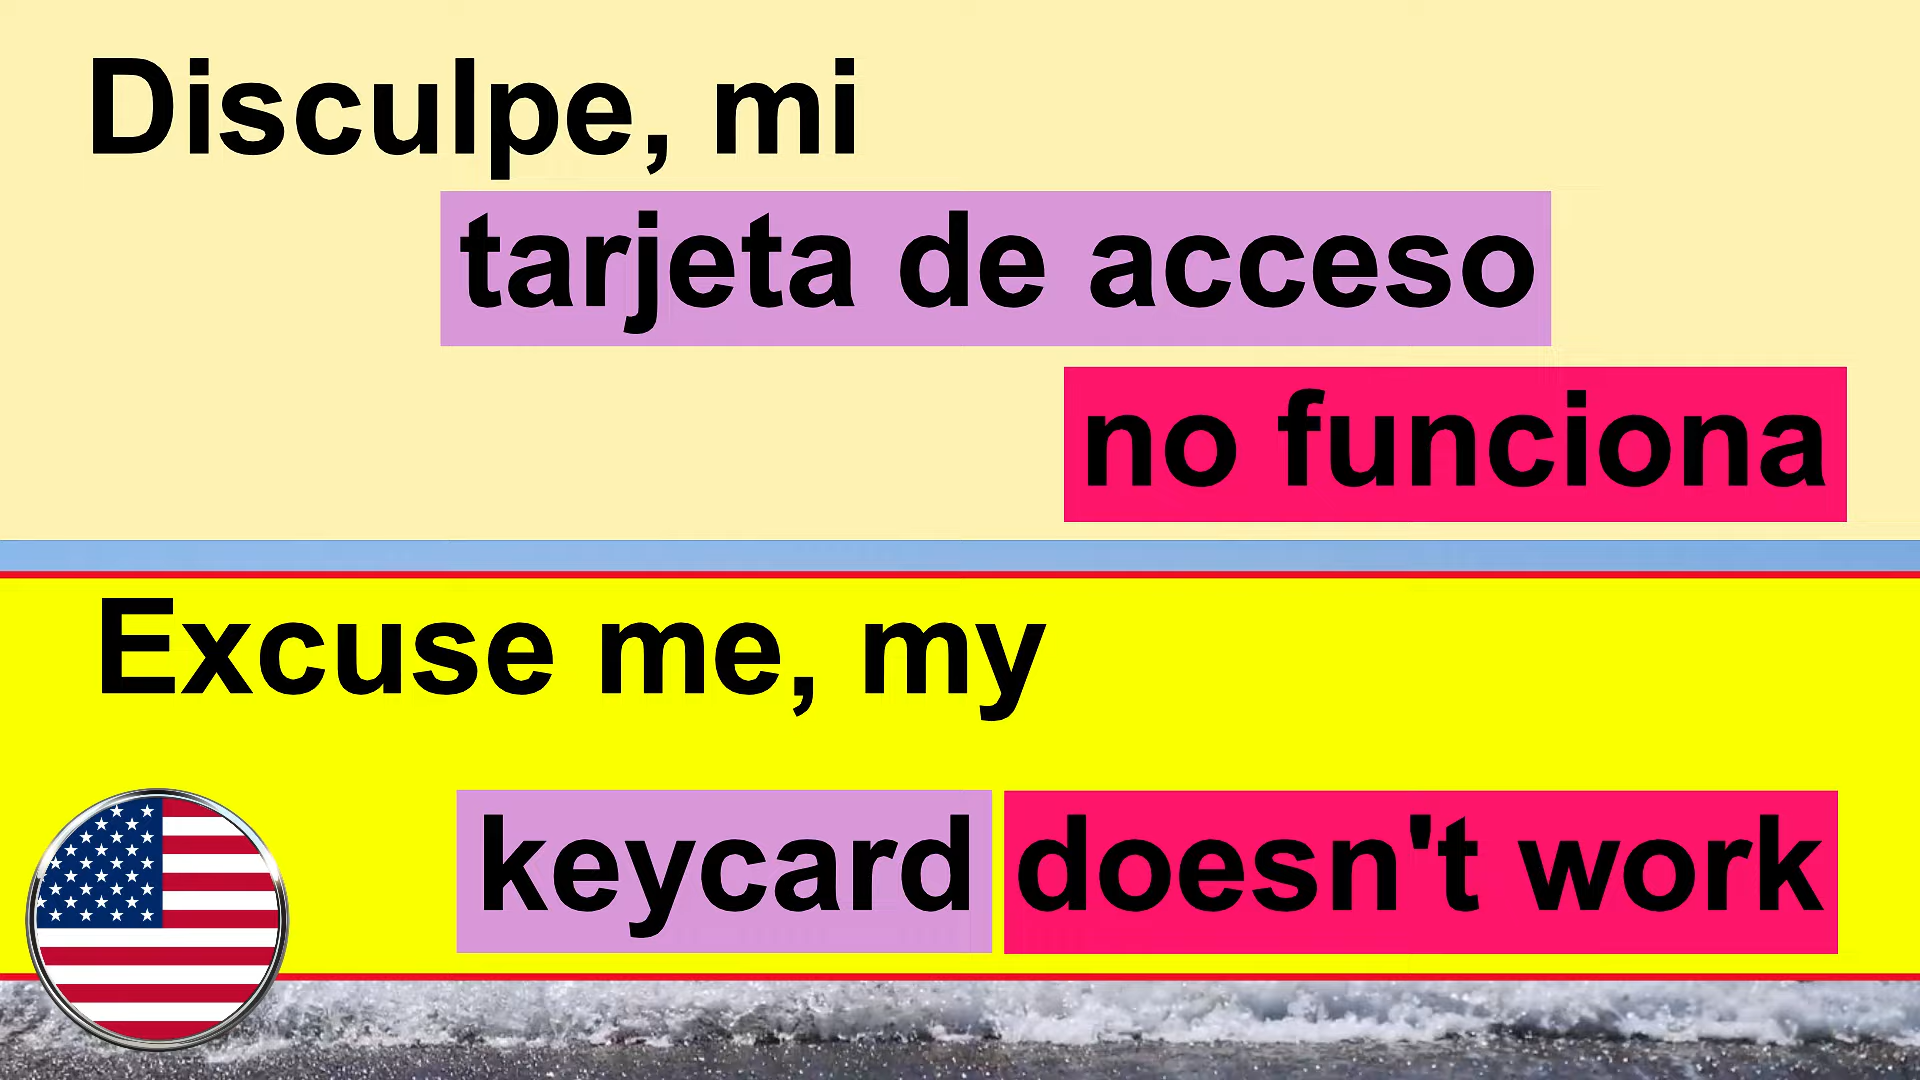 Disculpe, mi
tarjeta de acceso
no funciona
Excuse me, my
keycard doesn't work